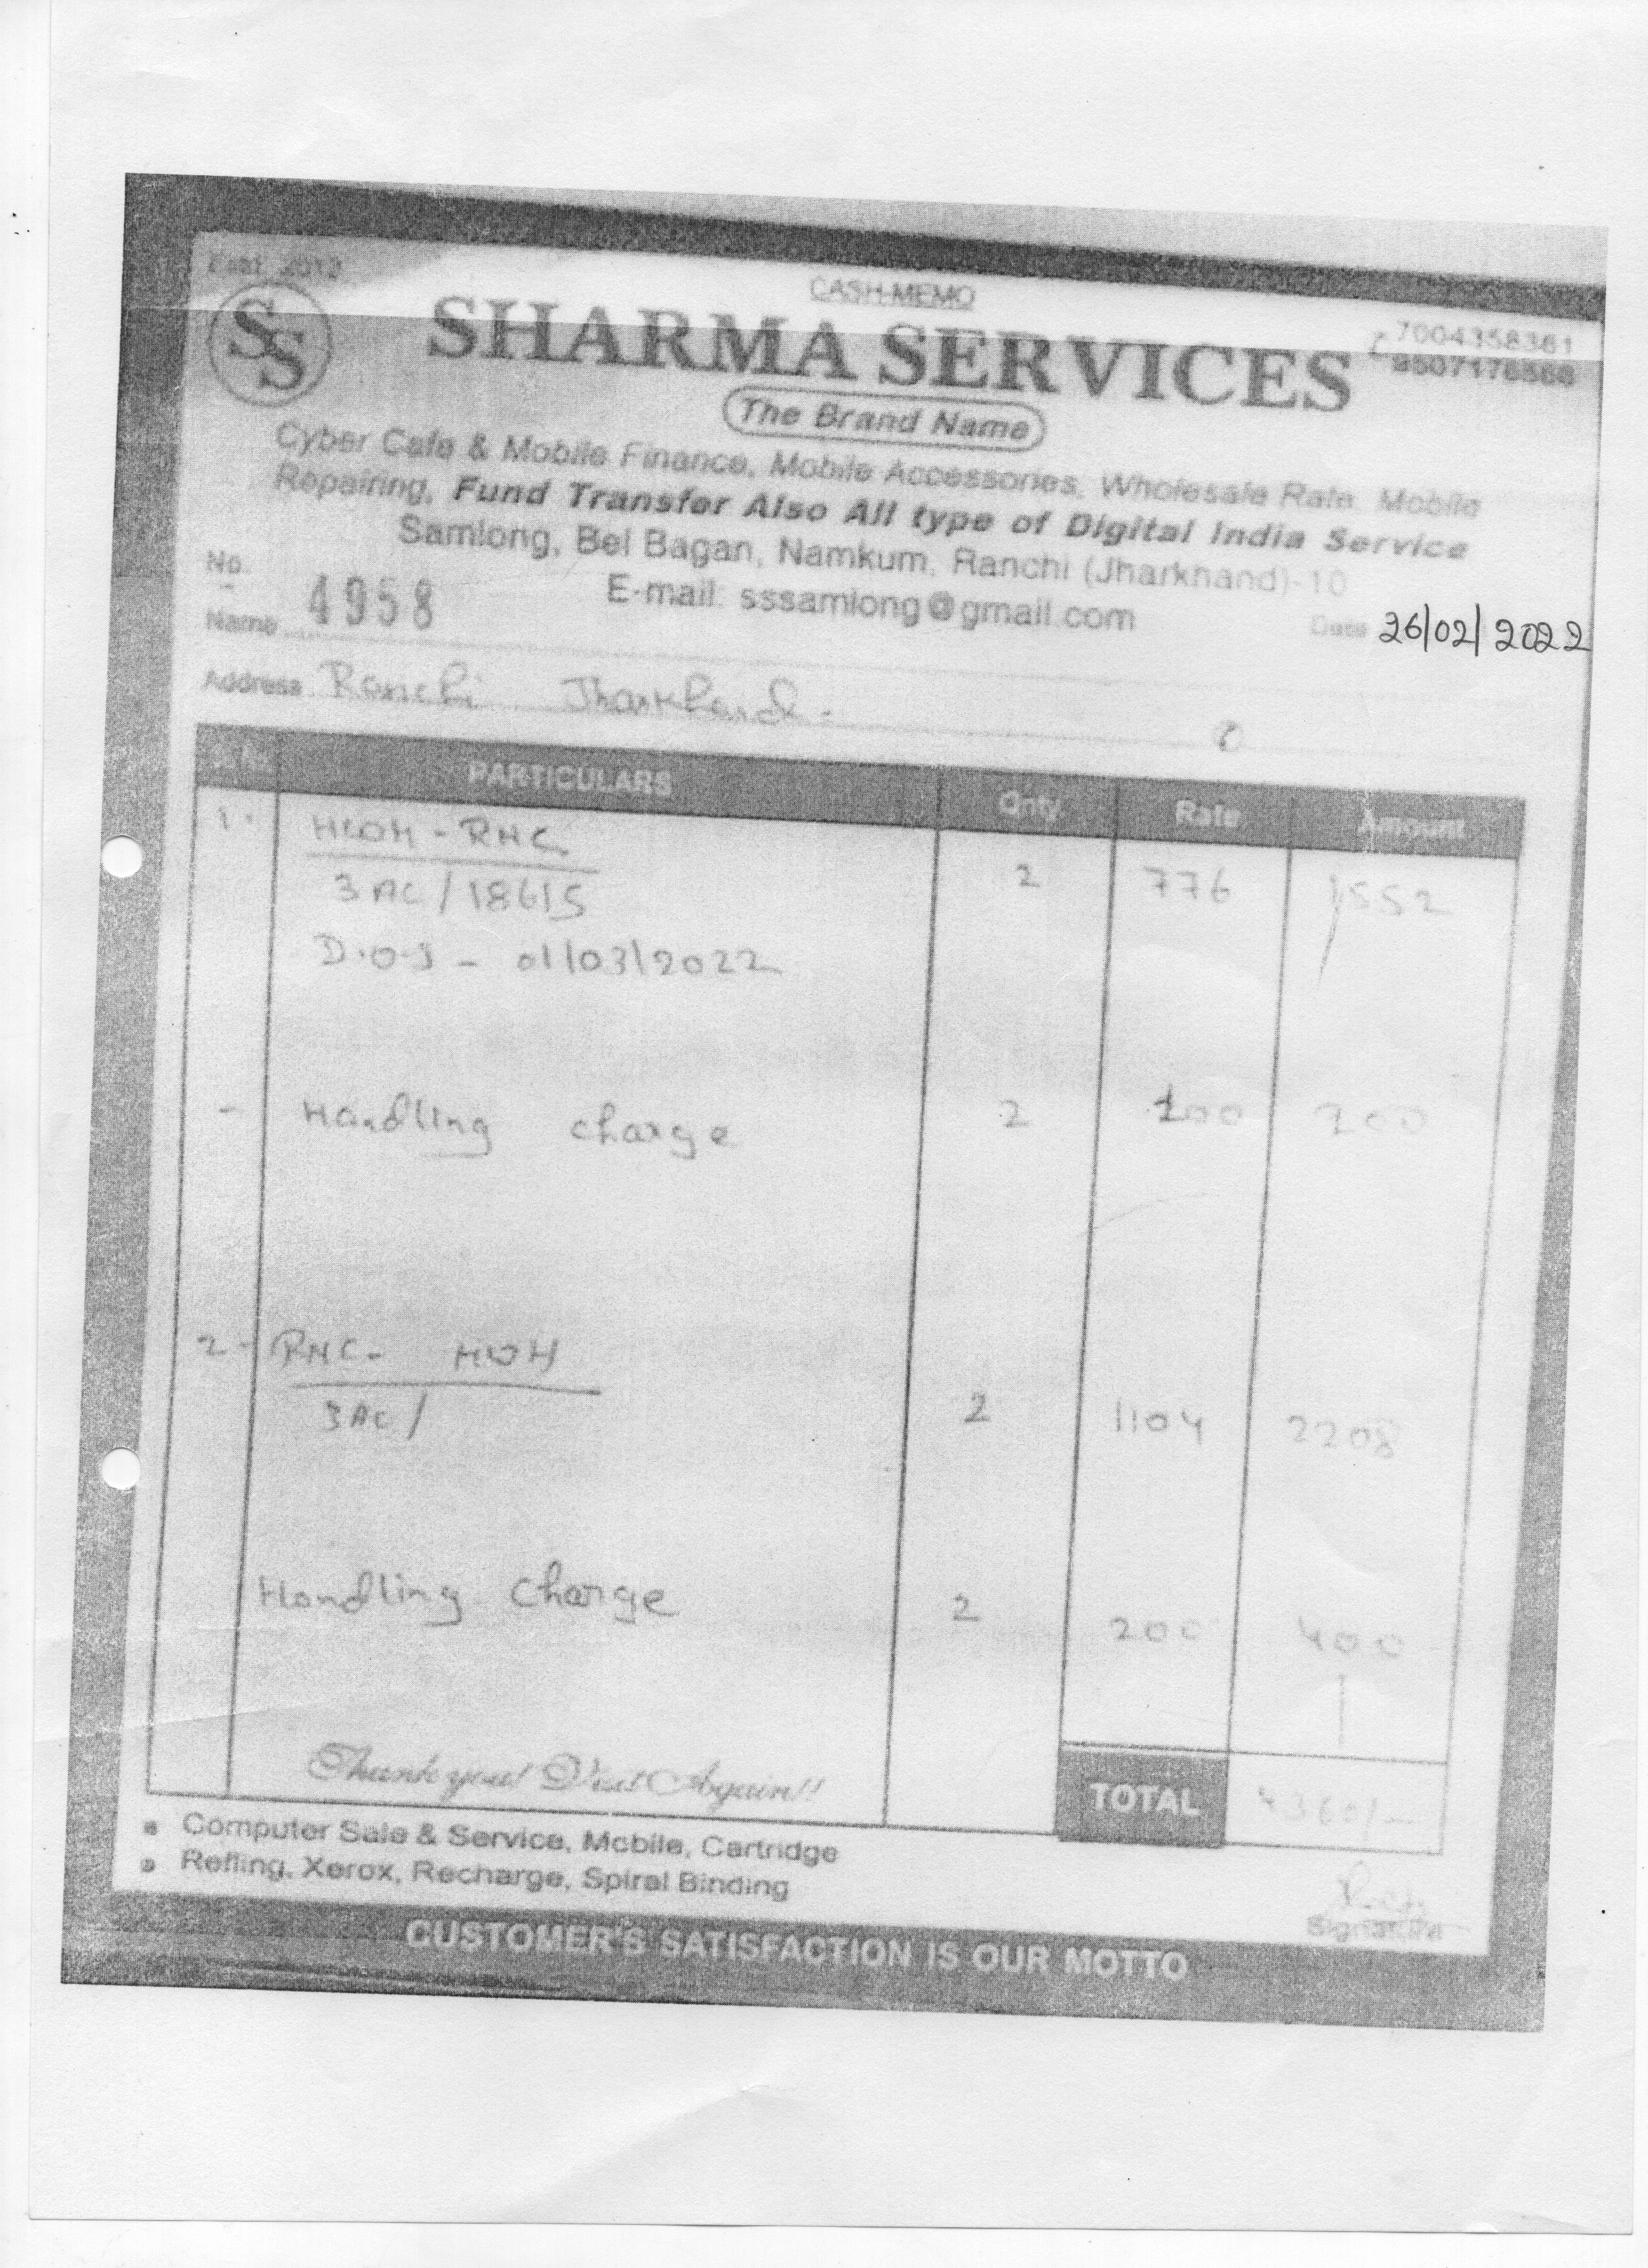 Estd. 2012
CASH MEMO
SS
SHARMA SERVICES
7004358361
The Brand Name
Cyber Cafe & Mobile Finance, Mobile Accessories, Wholesale Rate, Mobile
Repairing, Fund Transfer Also All type of Digital India Service
Samlong, Bel Bagan, Namkum, Ranchi (Jharkhand)-10
No. 4958
E-mail: sssamlong@gmail.com
Name
Date 26/02/2022
Address Ranchi Jharkhand.
S.No. PARTICULARS Qnty. Rate Amount
1. HWH - RNC 2 776 1552
3AC/18615
D.O.J - 01/03/2022
- Handling charge 2 100 200
2- RNC - HWH
3AC/ 2 1104 2208
Handling Charge 2 200 400
Thank you! Visit Again!!
TOTAL 4360/-
Computer Sale & Service, Mobile, Cartridge
Refling, Xerox, Recharge, Spiral Binding
Signature
CUSTOMER'S SATISFACTION IS OUR MOTTO